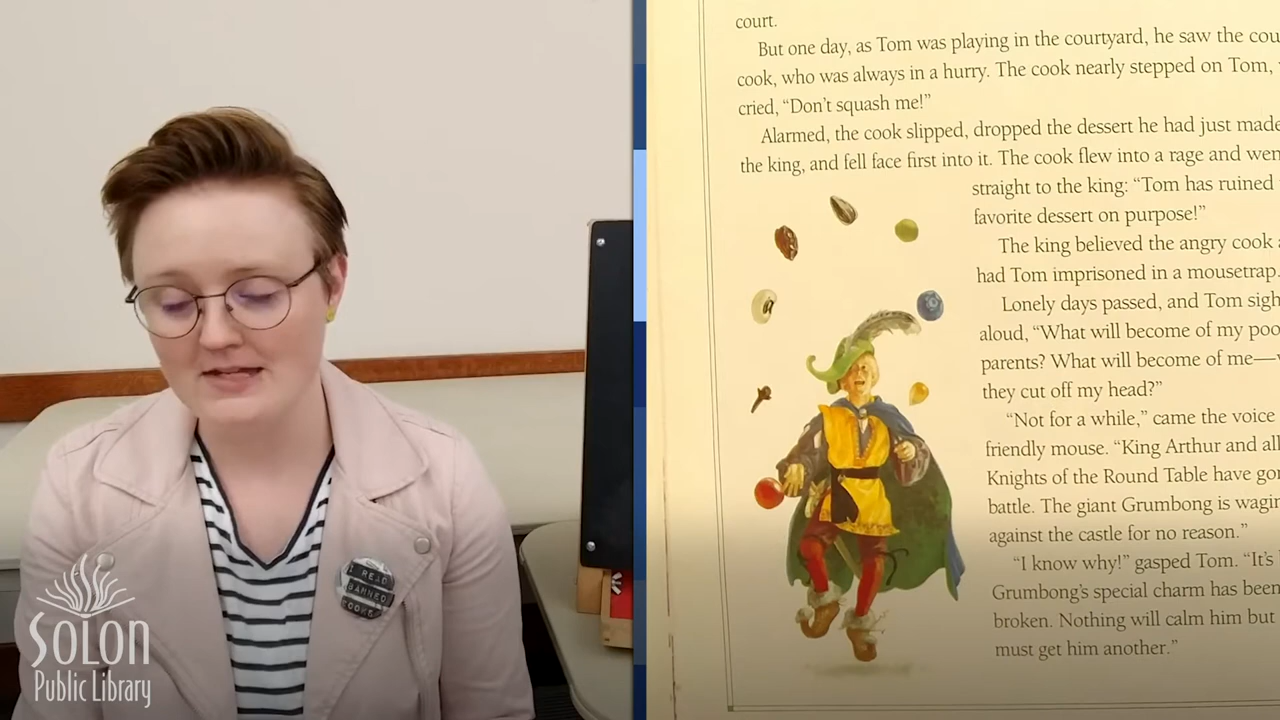 I READ
BANNED
BOOKS
SOLON
Public Library
court.
But one day, as Tom was playing in the courtyard, he saw the cou
cook, who was always in a hurry. The cook nearly stepped on Tom,
cried, “Don’t squash me!”
Alarmed, the cook slipped, dropped the dessert he had just made
the king, and fell face first into it. The cook flew into a rage and wen
straight to the king: “Tom has ruined
favorite dessert on purpose!”
The king believed the angry cook a
had Tom imprisoned in a mousetrap.
Lonely days passed, and Tom sigh
aloud, “What will become of my poo
parents? What will become of me—w
they cut off my head?”
“Not for a while,” came the voice
friendly mouse. “King Arthur and all
Knights of the Round Table have gon
battle. The giant Grumbong is wagin
against the castle for no reason.”
“I know why!” gasped Tom. “It’s
Grumbong’s special charm has been
broken. Nothing will calm him but
must get him another.”